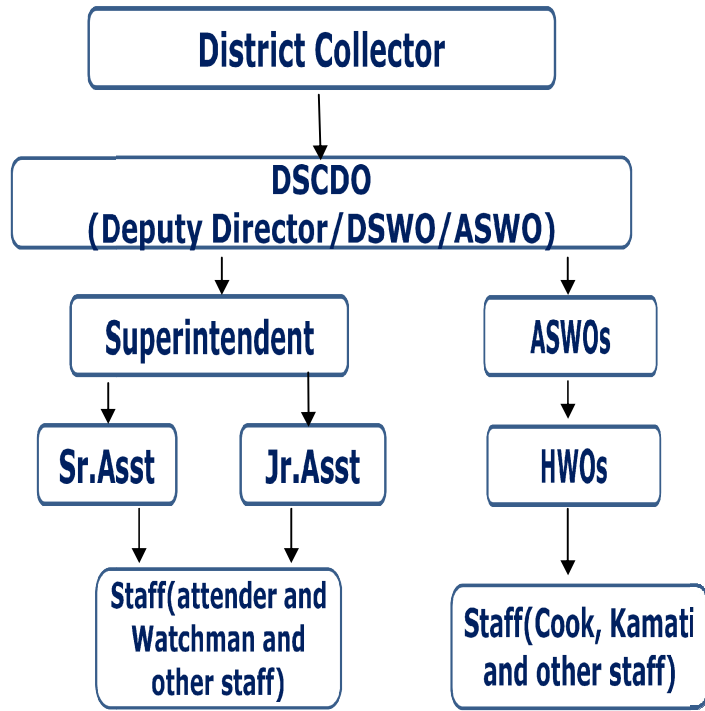 District Collector
DSCDO
(Deputy Director/DSWO/ASWO)
Superintendent
ASWOs
Sr.Asst
Jr.Asst
HWOs
Staff(attender and
Watchman and
other staff)
Staff(Cook, Kamati
and other staff)